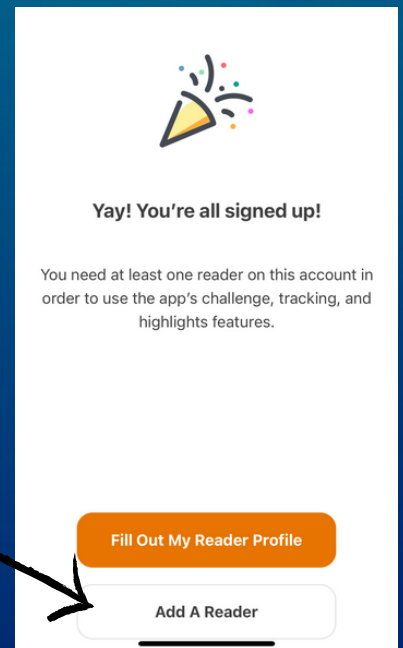 Yay! You're all signed up!
You need at least one reader on this account in
order to use the app's challenge, tracking, and
highlights features.
Fill Out My Reader Profile
Add A Reader